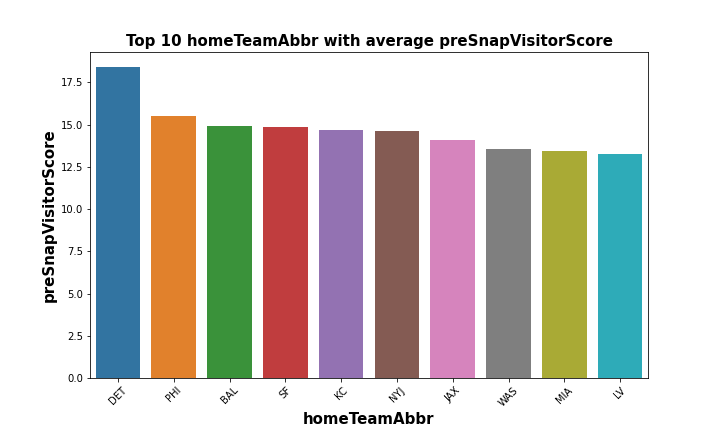 Top 10 homeTeamAbbr with average preSnapVisitorScore
preSnapVisitorScore
17.5
15.0
12.5
10.0
7.5
5.0
2.5
0.0
DET
PHI
BAL
SF
KC
NYJ
JAX
WAS
MIA
LV
homeTeamAbbr